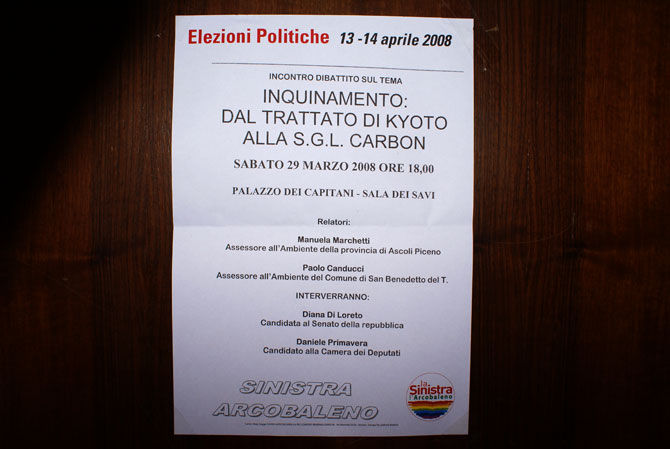 Elezioni Politiche 13 -14 aprile 2008
INCONTRO DIBATTITO SUL TEMA
INQUINAMENTO:
DAL TRATTATO DI KYOTO
ALLA S.G.L. CARBON
SABATO 29 MARZO 2008 ORE 18,00
PALAZZO DEI CAPITANI - SALA DEI SAVI
Relatori:
Manuela Marchetti
Assessore all'Ambiente della provincia di Ascoli Piceno
Paolo Canducci
Assessore all'Ambiente del Comune di San Benedetto del T.
INTERVERRANNO:
Diana Di Loreto
Candidata al Senato della repubblica
Daniele Primavera
Candidato alla Camera dei Deputati
SINISTRA
ARCOBALENO
la
Sinistra
l'Arcobaleno